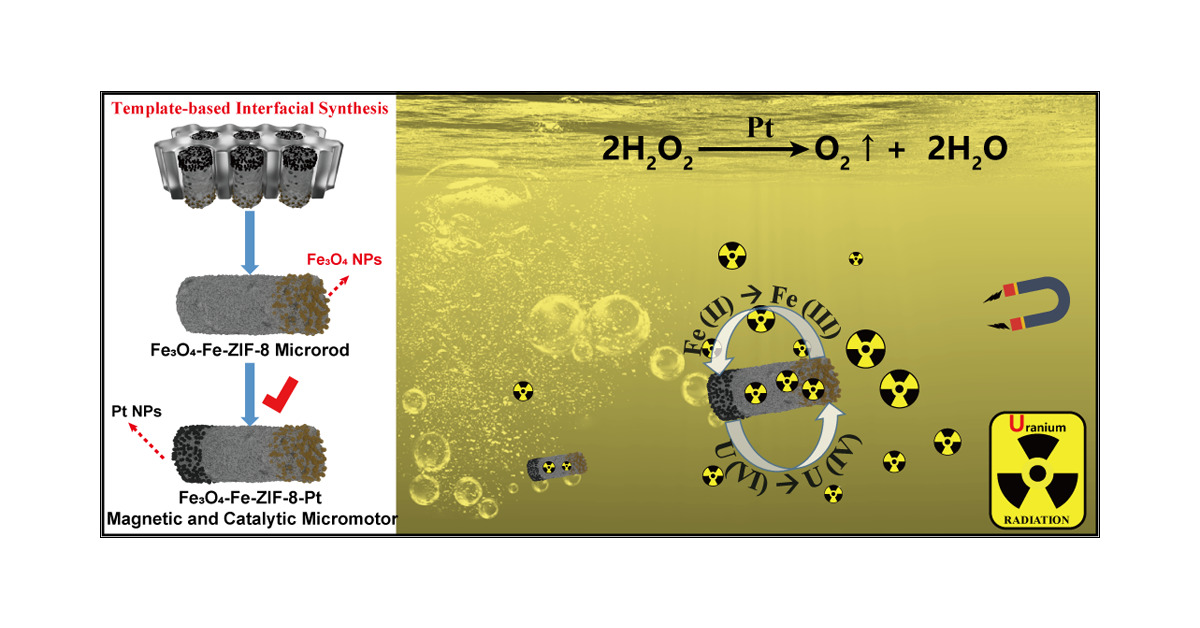 Template-based Interfacial Synthesis
Fe₃O₄ NPs
Fe₃O₄-Fe-ZIF-8 Microrod
Pt NPs
Fe₃O₄-Fe-ZIF-8-Pt
Magnetic and Catalytic Micromotor
Pt
2H₂O₂ → O₂ ↑ + 2H₂O
Fe (II) → Fe (III)
U (VI) → U (IV)
Uranium
RADIATION